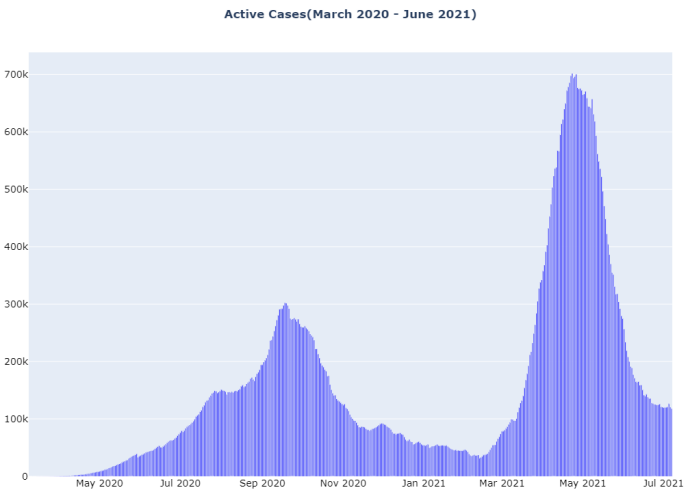 Active Cases(March 2020 - June 2021)
700k
600k
500k
400k
300k
200k
100k
0
May 2020 Jul 2020 Sep 2020 Nov 2020 Jan 2021 Mar 2021 May 2021 Jul 2021